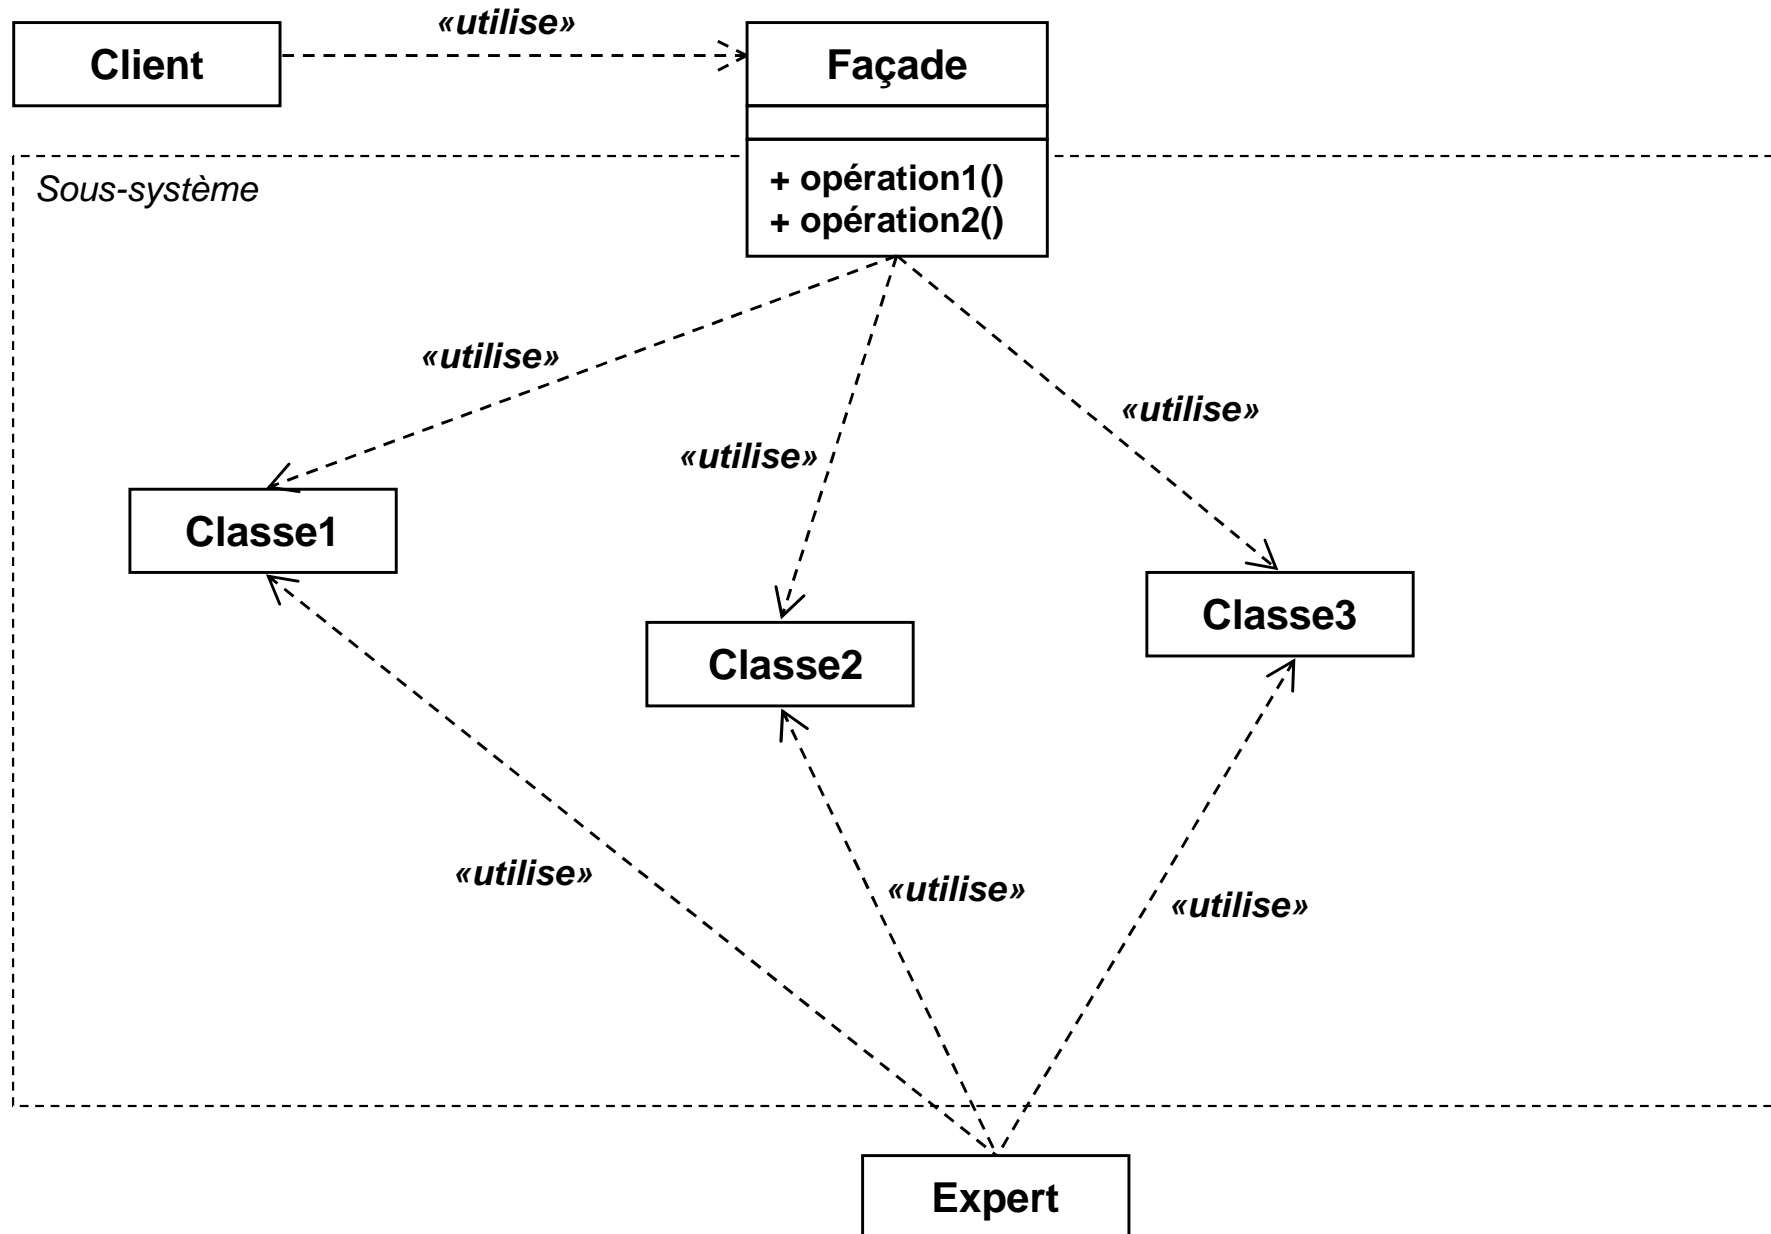 «utilise»
Client
Façade
Sous-système
+ opération1()
+ opération2()
«utilise»
«utilise»
«utilise»
Classe1
Classe3
Classe2
«utilise»
«utilise»
«utilise»
Expert